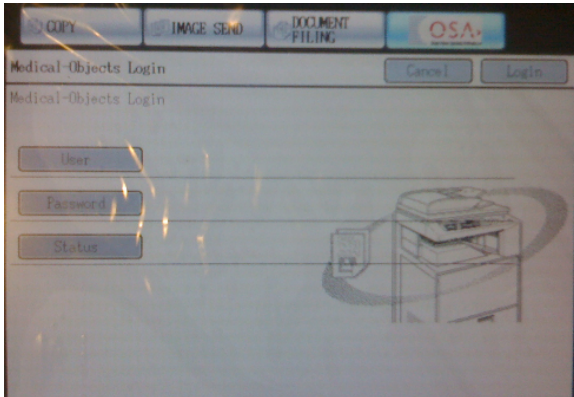 COPY
IMAGE SEND
DOCUMENT
FILING
OSA
Medical-Objects Login
Cancel
Login
Medical-Objects Login
User
Password
Status